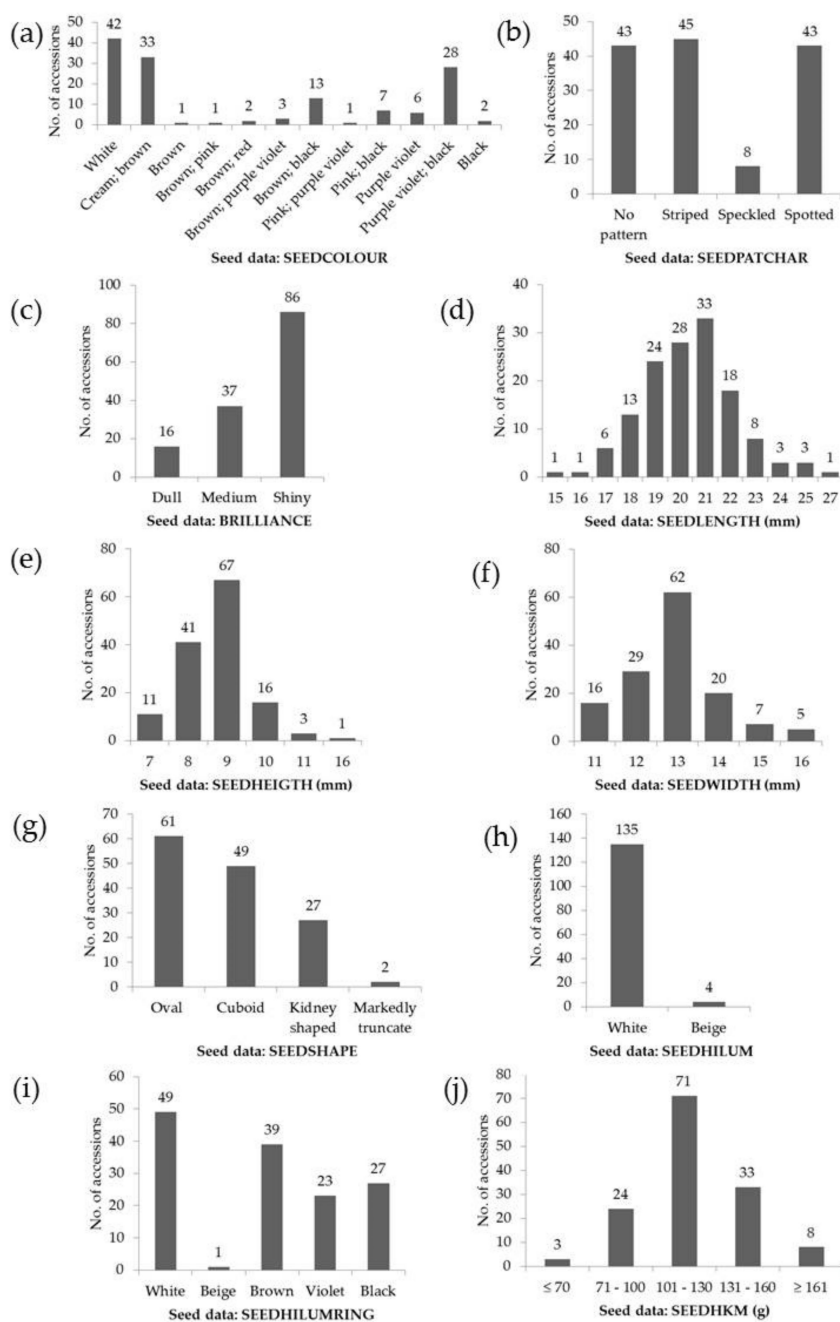 (a)
No. of accessions
50
40
30
20
10
0
42 33 1 1 2 3 13 1 7 6 28 2
White
Cream; brown
Brown
Brown; pink
Brown; red
Brown; purple violet
Brown; black
Pink; purple violet
Pink; black
Purple violet
Purple violet; black
Black
Seed data: SEEDCOLOUR
(b)
No. of accessions
50
40
30
20
10
0
43 45 8 43
No pattern Striped Speckled Spotted
Seed data: SEEDPATCHAR
(c)
No. of accessions
100
80
60
40
20
0
16 37 86
Dull Medium Shiny
Seed data: BRILLIANCE
(d)
No. of accessions
40
30
20
10
0
1 1 6 13 24 28 33 18 8 3 3 1
15 16 17 18 19 20 21 22 23 24 25 27
Seed data: SEEDLENGTH (mm)
(e)
No. of accessions
80
60
40
20
0
11 41 67 16 3 1
7 8 9 10 11 16
Seed data: SEEDHEIGTH (mm)
(f)
No. of accessions
80
60
40
20
0
16 29 62 20 7 5
11 12 13 14 15 16
Seed data: SEEDWIDTH (mm)
(g)
No. of accessions
70
60
50
40
30
20
10
0
61 49 27 2
Oval Cuboid Kidney shaped Markedly truncate
Seed data: SEEDSHAPE
(h)
No. of accessions
160
140
120
100
80
60
40
20
0
135 4
White Beige
Seed data: SEEDHILUM
(i)
No. of accessions
60
50
40
30
20
10
0
49 1 39 23 27
White Beige Brown Violet Black
Seed data: SEEDHILUMRING
(j)
No. of accessions
80
70
60
50
40
30
20
10
0
3 24 71 33 8
≤ 70 71 - 100 101 - 130 131 - 160 ≥ 161
Seed data: SEEDHKM (g)